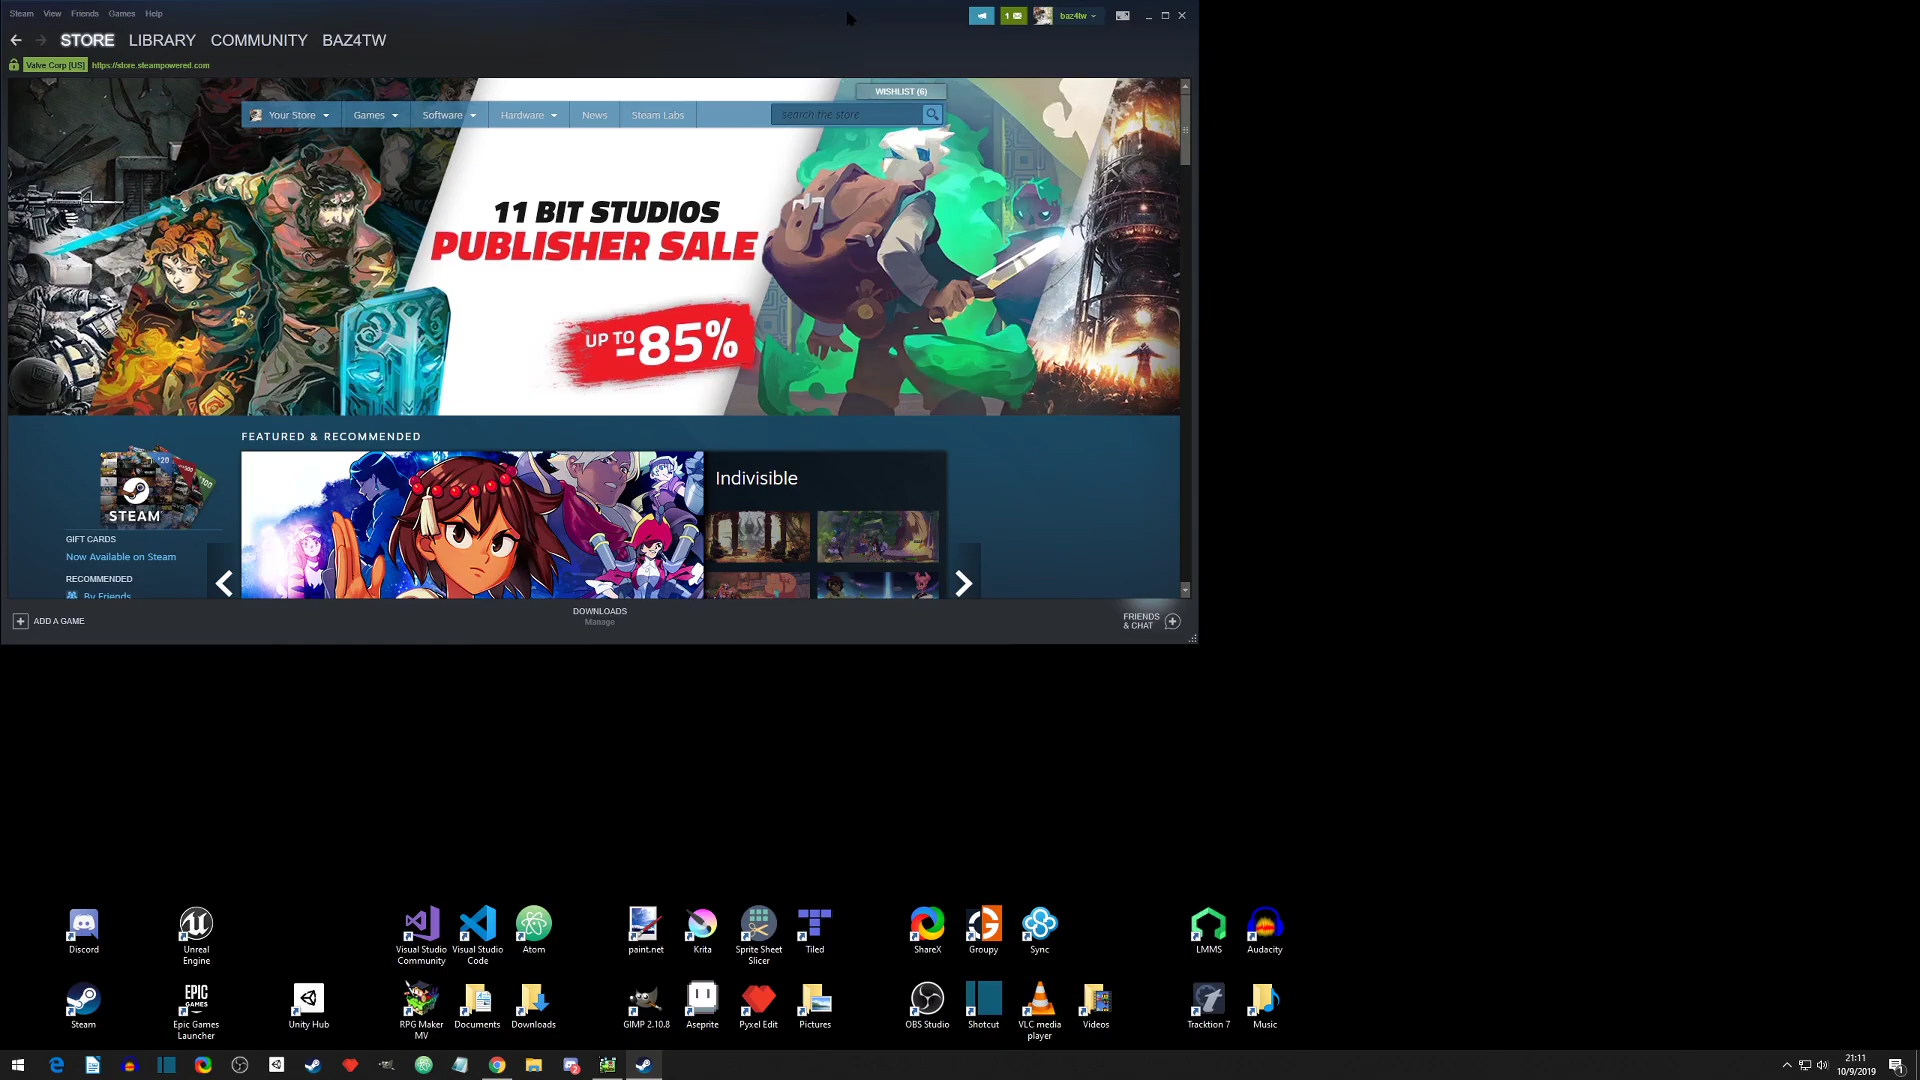 Steam View Friends Games Help
1 baz4tw
STORE LIBRARY COMMUNITY BAZ4TW
Valve Corp [US] https://store.steampowered.com
WISHLIST (6)
Your Store Games Software Hardware News Steam Labs search the store
11 BIT STUDIOS
PUBLISHER SALE
UP TO
-85%
FEATURED & RECOMMENDED
Indivisible
STEAM
GIFT CARDS
Now Available on Steam
RECOMMENDED
By Friends
ADD A GAME
DOWNLOADS
Manage
FRIENDS
& CHAT
Discord
Unreal
Engine
Visual Studio
Community
Visual Studio
Code
Atom
paint.net
Krita
Sprite Sheet
Slicer
Tiled
ShareX
Groupy
Sync
LMMS
Audacity
Steam
EPIC
GAMES
Epic Games
Launcher
Unity Hub
RPG Maker
MV
Documents
Downloads
GIMP 2.10.8
Aseprite
Pyxel Edit
Pictures
OBS Studio
Shotcut
VLC media
player
Videos
Tracktion 7
Music
21:11
10/9/2019